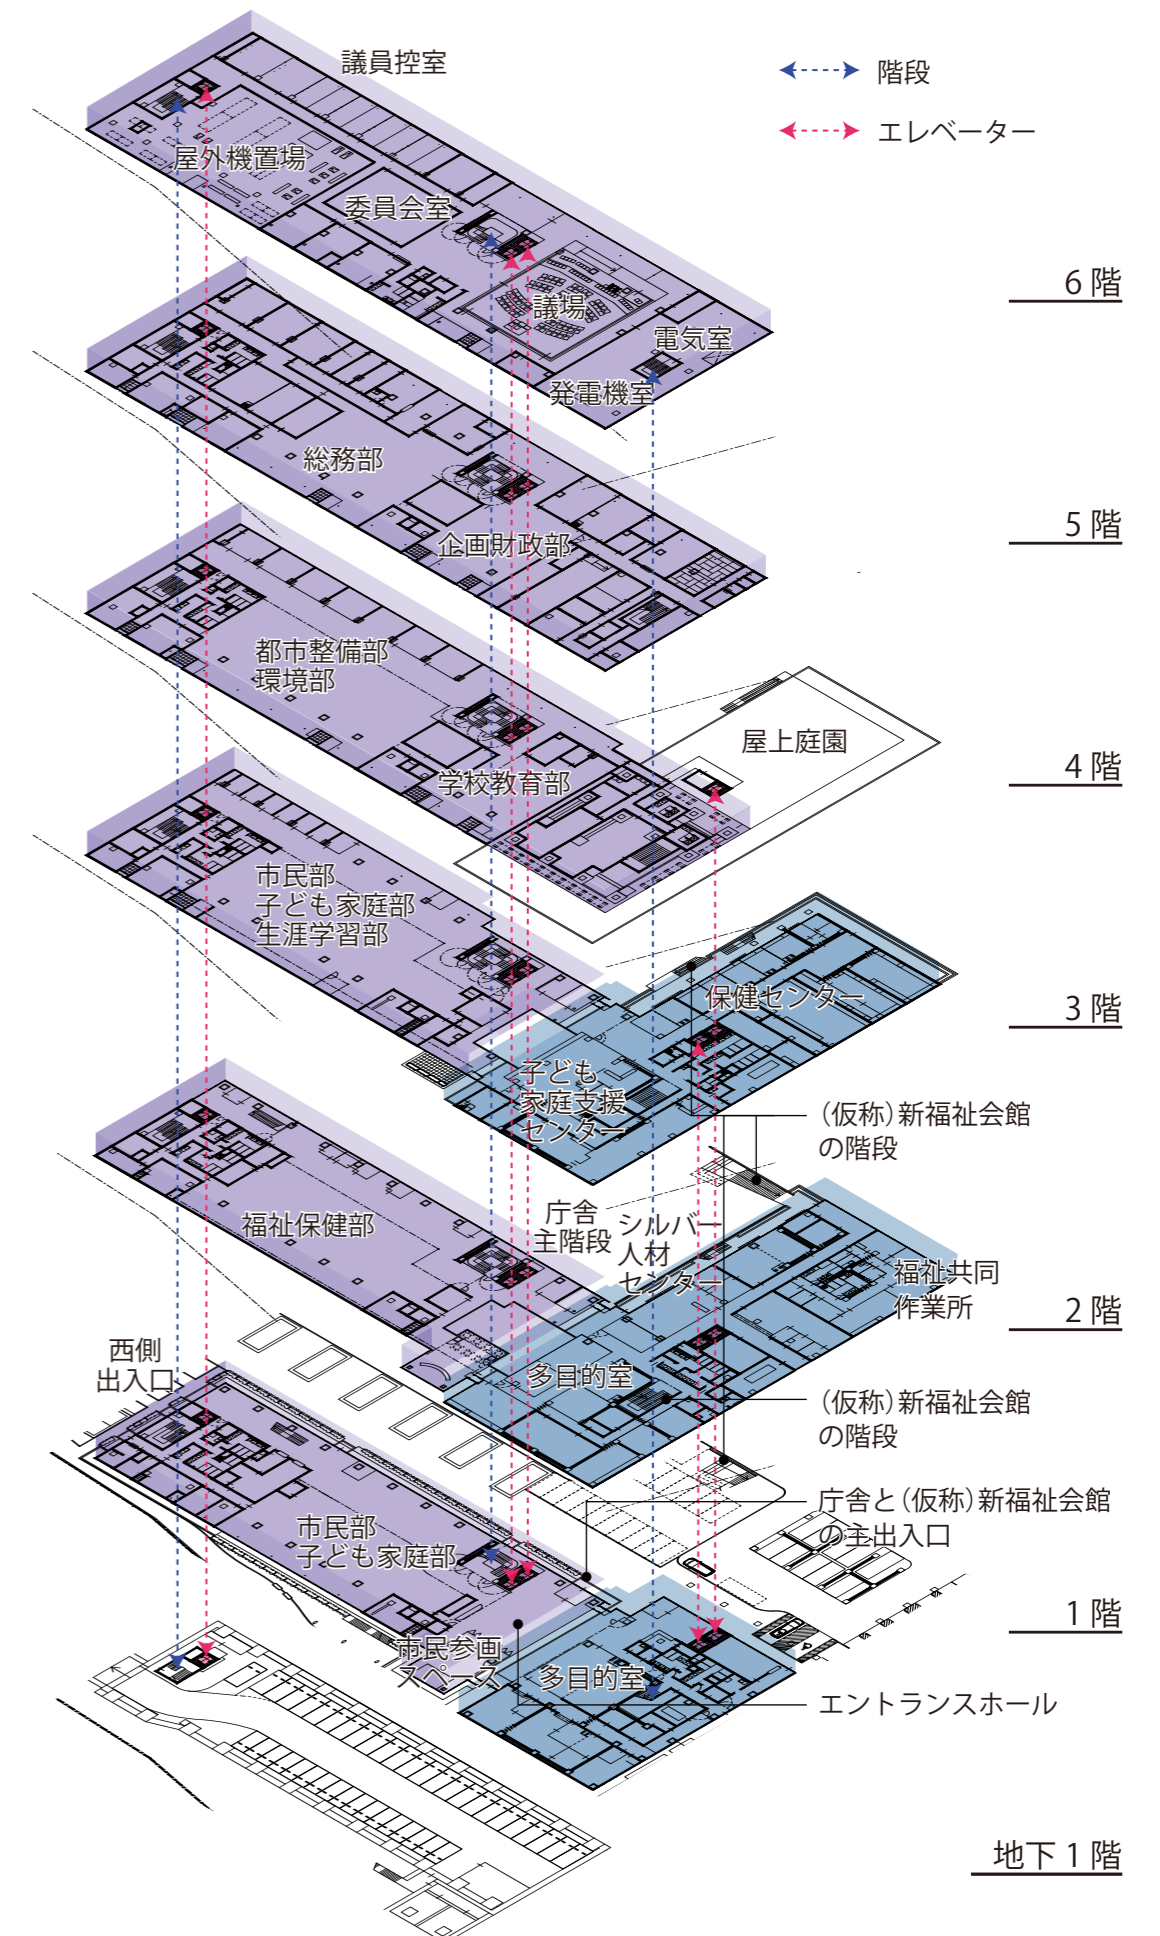 議員控室
階段
エレベーター
屋外機置場
委員会室
議場
電気室
発電機室
6 階
総務部
企画財政部
5 階
都市整備部
環境部
学校教育部
屋上庭園
4 階
市民部
子ども家庭部
生涯学習部
保健センター
子ども
家庭支援
センター
3 階
(仮称)新福祉会館
の階段
福祉保健部
庁舎
主階段
シルバー
人材
センター
福祉共同
作業所
多目的室
2 階
西側
出入口
(仮称)新福祉会館
の階段
庁舎と(仮称)新福祉会館
の主出入口
市民部
子ども家庭部
市民参画
スペース
多目的室
1 階
エントランスホール
地下 1 階